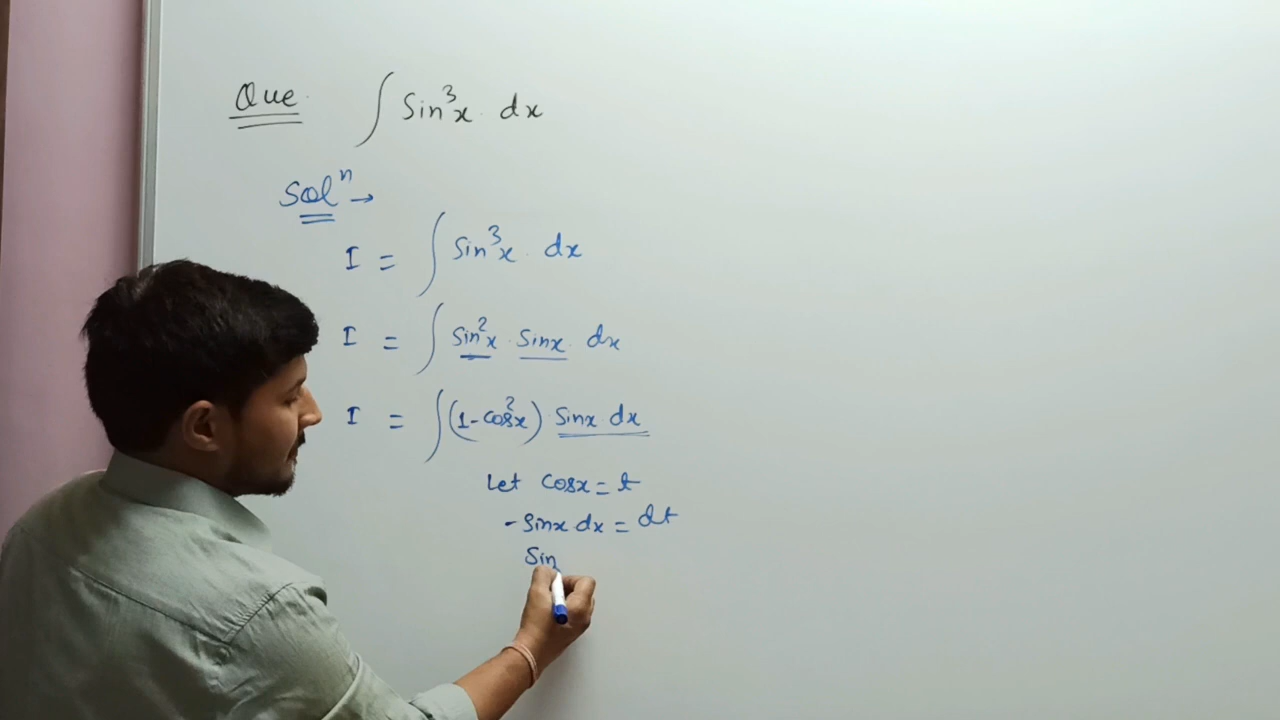 Que. ∫ Sin³x. dx
Solⁿ →
I = ∫ Sin³x. dx
I = ∫ Sin²x. Sinx. dx
I = ∫ (1-Cos²x) Sinx. dx
Let Cosx = t
-Sinx dx = dt
Sin